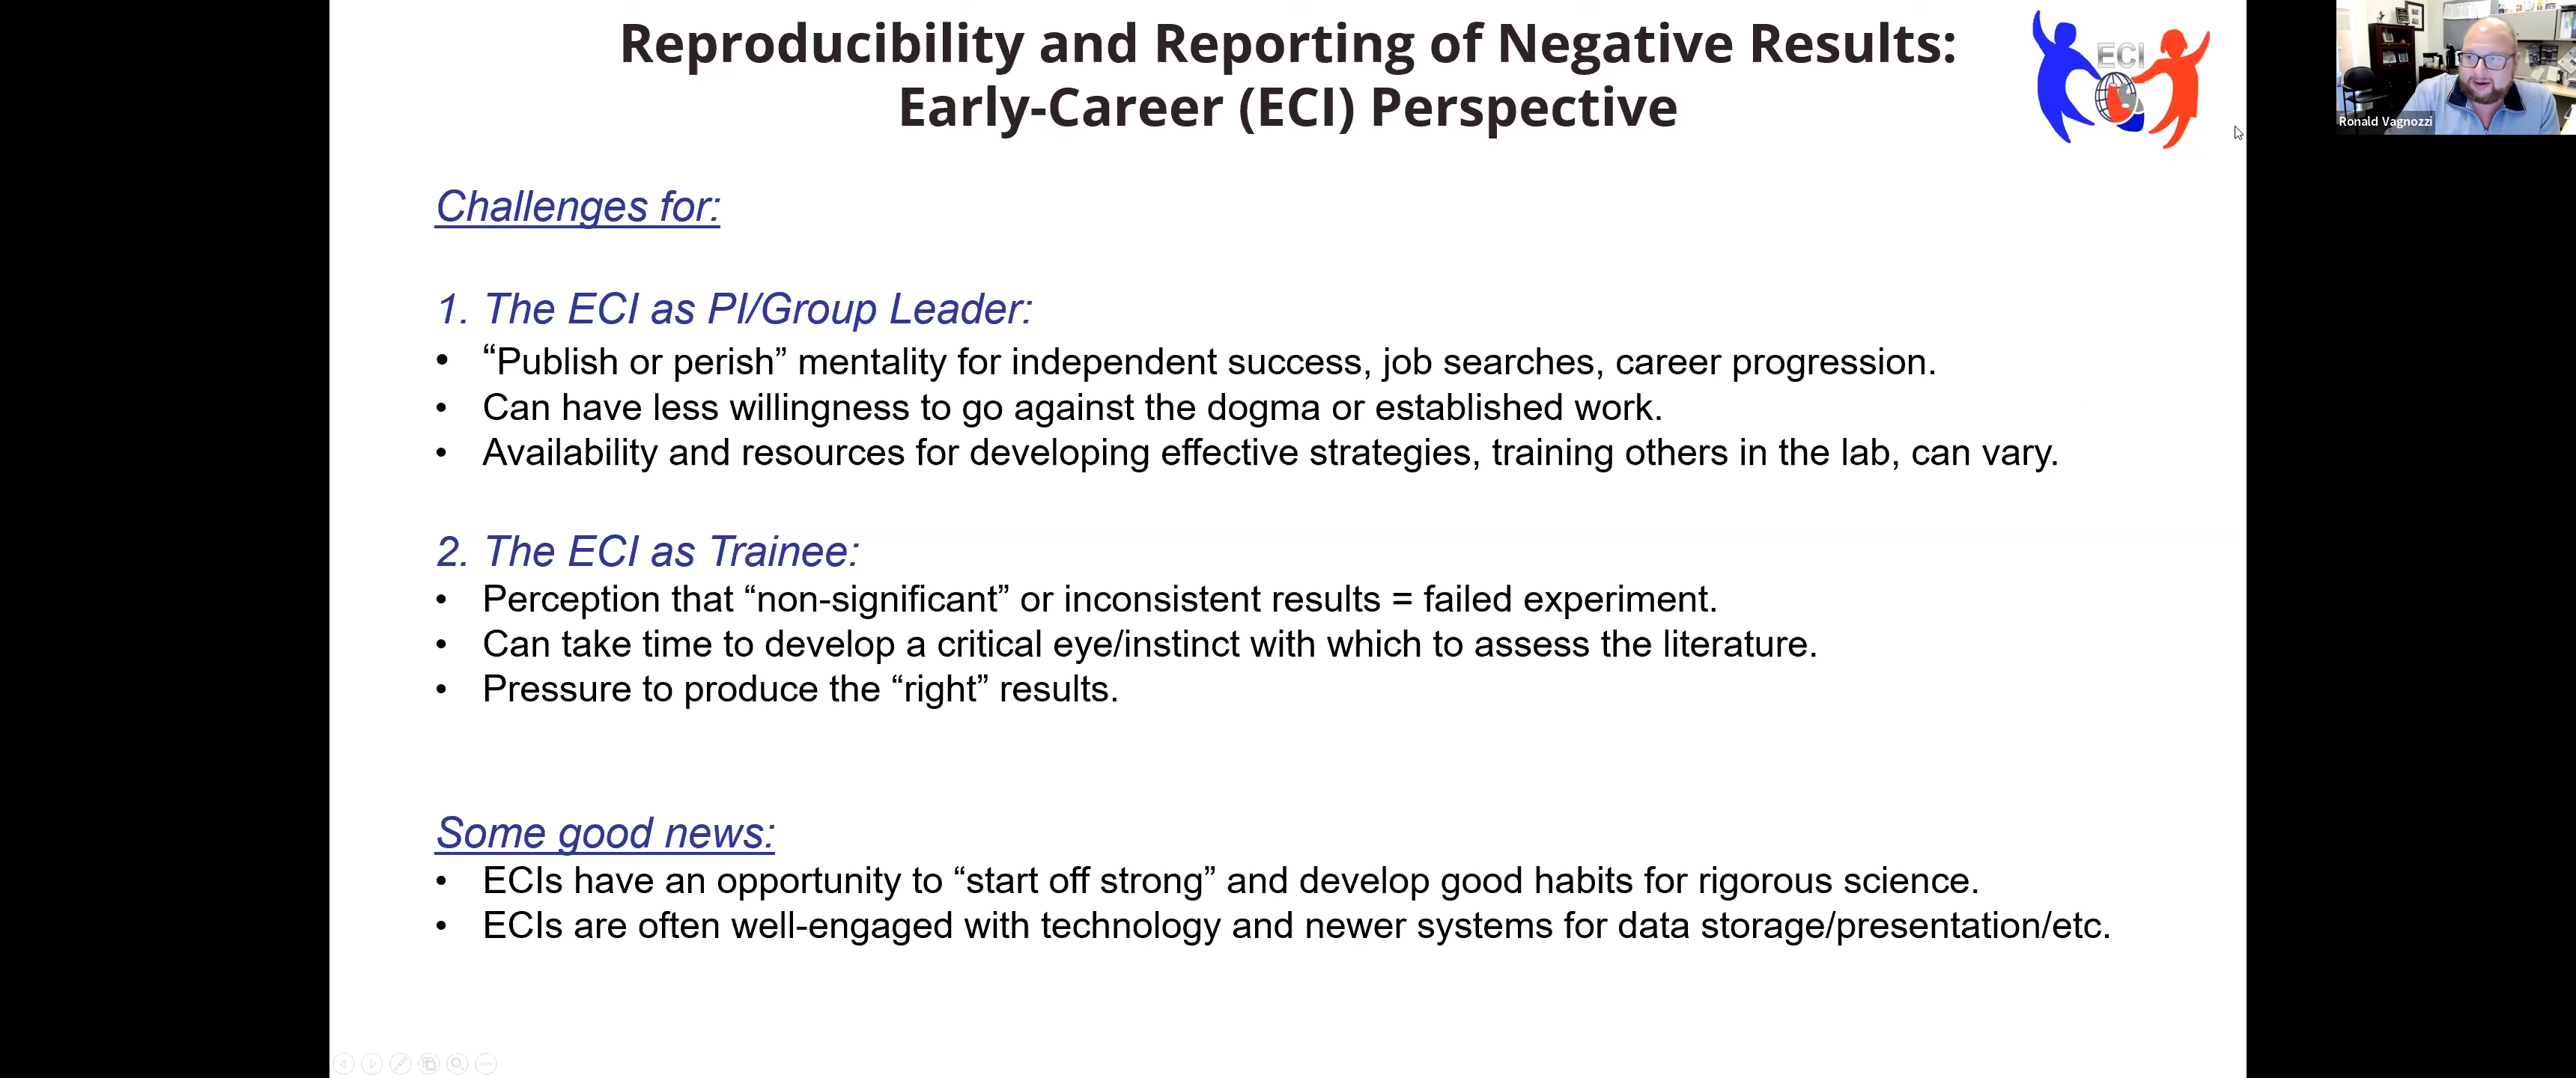 Reproducibility and Reporting of Negative Results:
Early-Career (ECI) Perspective
ECI
Ronald Vagnozzi
Challenges for:
1. The ECI as PI/Group Leader:
• “Publish or perish” mentality for independent success, job searches, career progression.
• Can have less willingness to go against the dogma or established work.
• Availability and resources for developing effective strategies, training others in the lab, can vary.
2. The ECI as Trainee:
• Perception that “non-significant” or inconsistent results = failed experiment.
• Can take time to develop a critical eye/instinct with which to assess the literature.
• Pressure to produce the “right” results.
Some good news:
• ECIs have an opportunity to “start off strong” and develop good habits for rigorous science.
• ECIs are often well-engaged with technology and newer systems for data storage/presentation/etc.